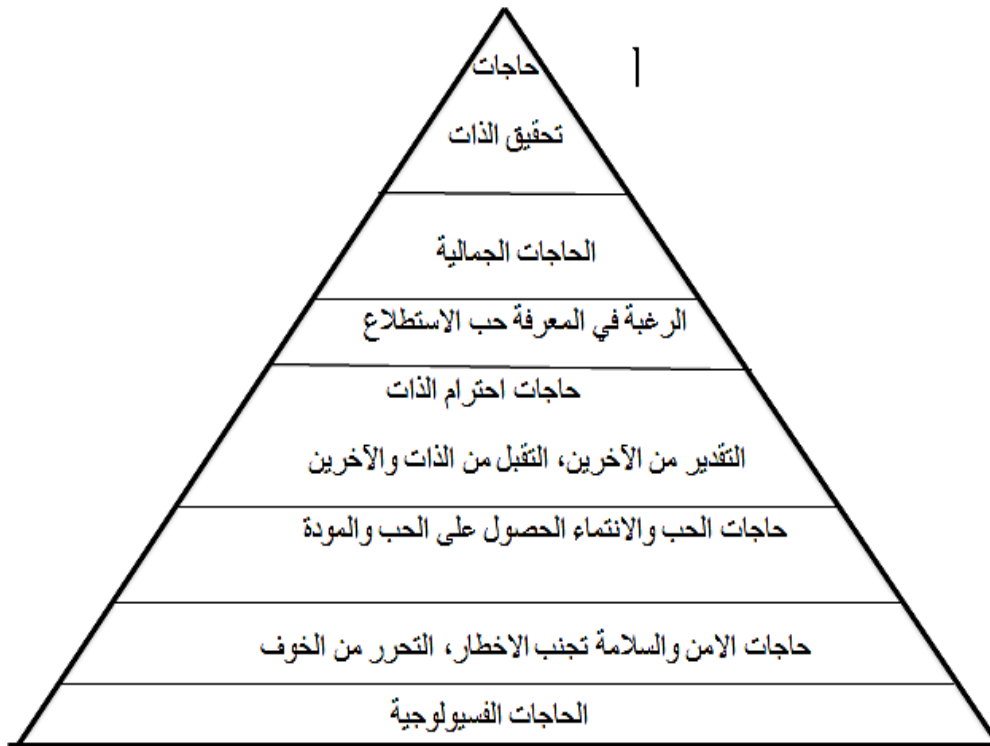 حاجات
أ
تحقيق الذات
الحاجات الجمالية
الرغبة في المعرفة حب الاستطلاع
حاجات احترام الذات
التقدير من الآخرين، التقبل من الذات والآخرين
حاجات الحب والانتماء الحصول على الحب والمودة
حاجات الامن والسلامة تجنب الاخطار، التحرر من الخوف
الحاجات الفسيولوجية